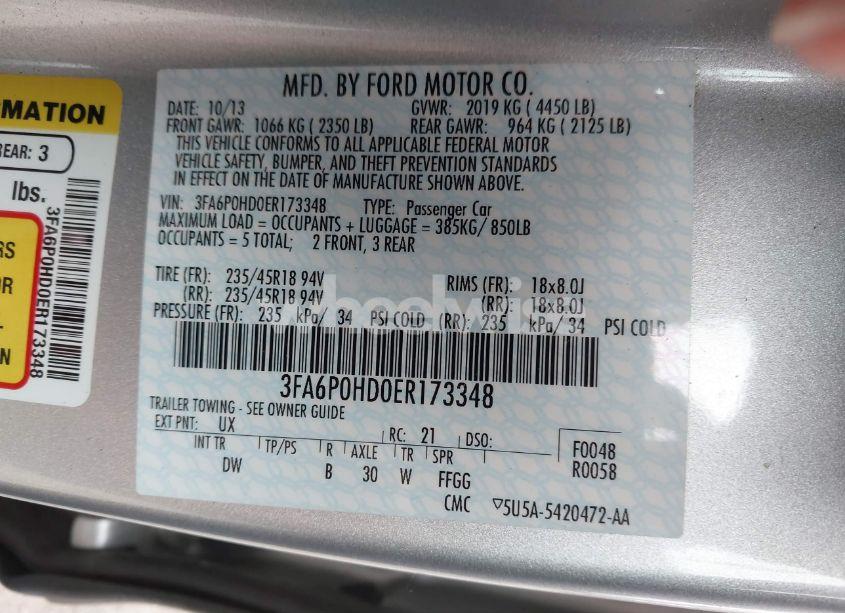 RMATION
REAR: 3
lbs.
3FA6P0HD0ER173348
RS
OR
L-
N
MFD. BY FORD MOTOR CO.
DATE: 10/13 GVWR: 2019 KG ( 4450 LB)
FRONT GAWR: 1066 KG ( 2350 LB) REAR GAWR: 964 KG ( 2125 LB)
THIS VEHICLE CONFORMS TO ALL APPLICABLE FEDERAL MOTOR
VEHICLE SAFETY, BUMPER, AND THEFT PREVENTION STANDARDS
IN EFFECT ON THE DATE OF MANUFACTURE SHOWN ABOVE.
VIN: 3FA6P0HD0ER173348 TYPE: Passenger Car
MAXIMUM LOAD = OCCUPANTS + LUGGAGE = 385KG/ 850LB
OCCUPANTS = 5 TOTAL; 2 FRONT, 3 REAR
TIRE (FR): 235/45R18 94V RIMS (FR): 18x8.0J
(RR): 235/45R18 94V (RR): 18x8.0J
PRESSURE (FR): 235 kPa/ 34 PSI COLD (RR): 235 kPa/ 34 PSI COLD
3FA6P0HD0ER173348
TRAILER TOWING - SEE OWNER GUIDE
EXT PNT: UX RC: 21 DSO: F0048
INT TR TP/PS R AXLE TR SPR R0058
DW B 30 W FFGG
CMC ▽5U5A-5420472-AA